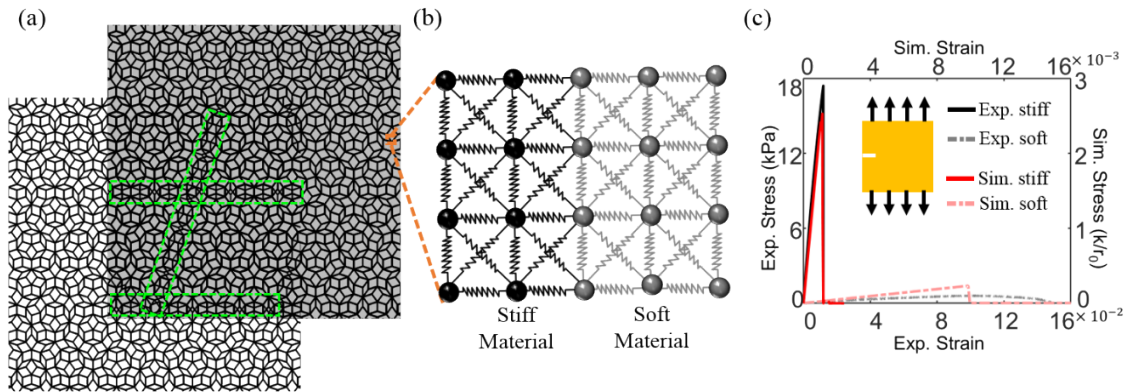 (a)
(b)
(c)
Stiff
Material
Soft
Material
Sim. Strain
4 8 12 16×10⁻³
Exp. Stress (kPa)
18
12
6
0
Exp. stiff
Exp. soft
Sim. stiff
Sim. soft
3
2
1
0
Sim. Stress (k/r₀)
0 4 8 12 16×10⁻²
Exp. Strain